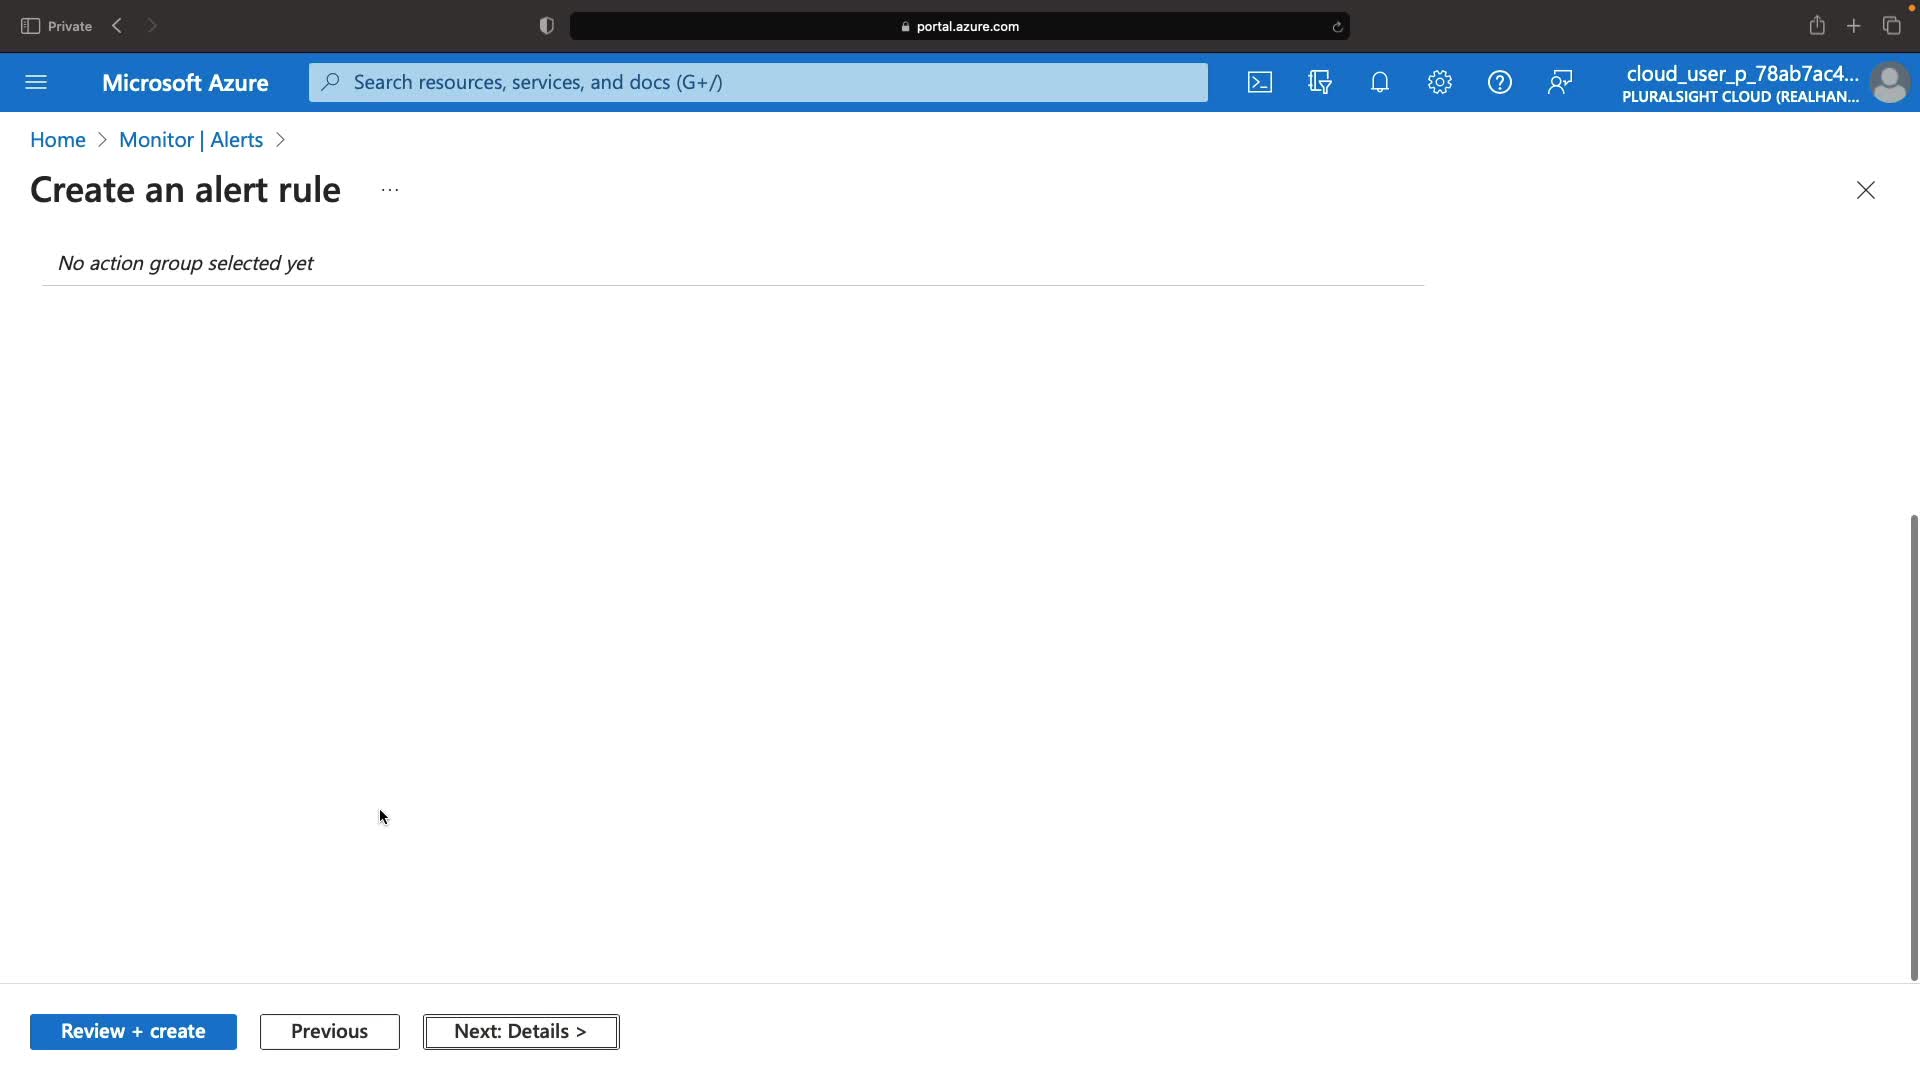 Private
portal.azure.com
Microsoft Azure
Search resources, services, and docs (G+/)
cloud_user_p_78ab7ac4...
PLURALSIGHT CLOUD (REALHAN...
Home > Monitor | Alerts >
Create an alert rule ...
No action group selected yet
Review + create
Previous
Next: Details >